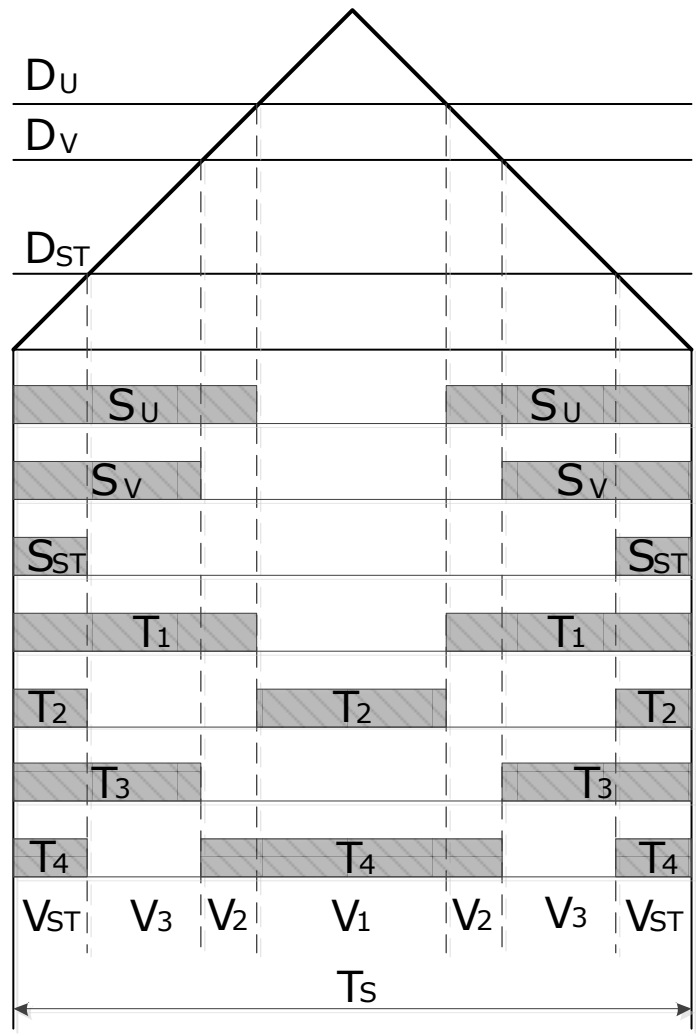 DU
DV
DST
SU SU
SV SV
SST SST
T1 T1
T2 T2 T2
T3 T3
T4 T4 T4
VST V3 V2 V1 V2 V3 VST
TS